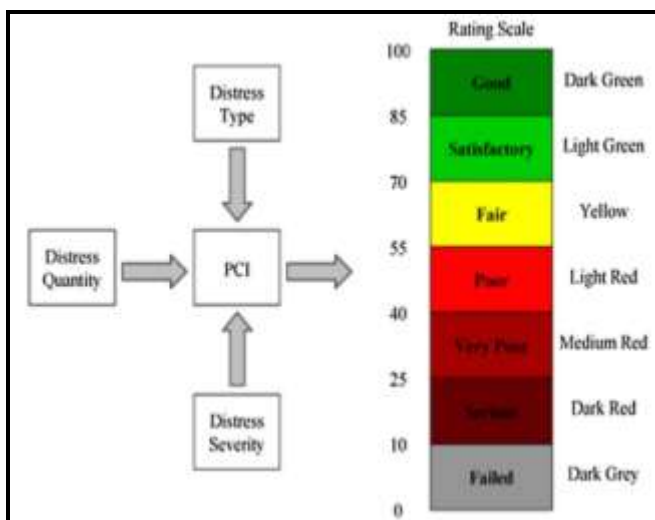 Rating Scale
100
Good
Dark Green
85
Satisfactory
Light Green
70
Fair
Yellow
55
Poor
Light Red
40
Very Poor
Medium Red
25
Serious
Dark Red
10
Failed
Dark Grey
0
Distress
Type
Distress
Quantity
PCI
Distress
Severity